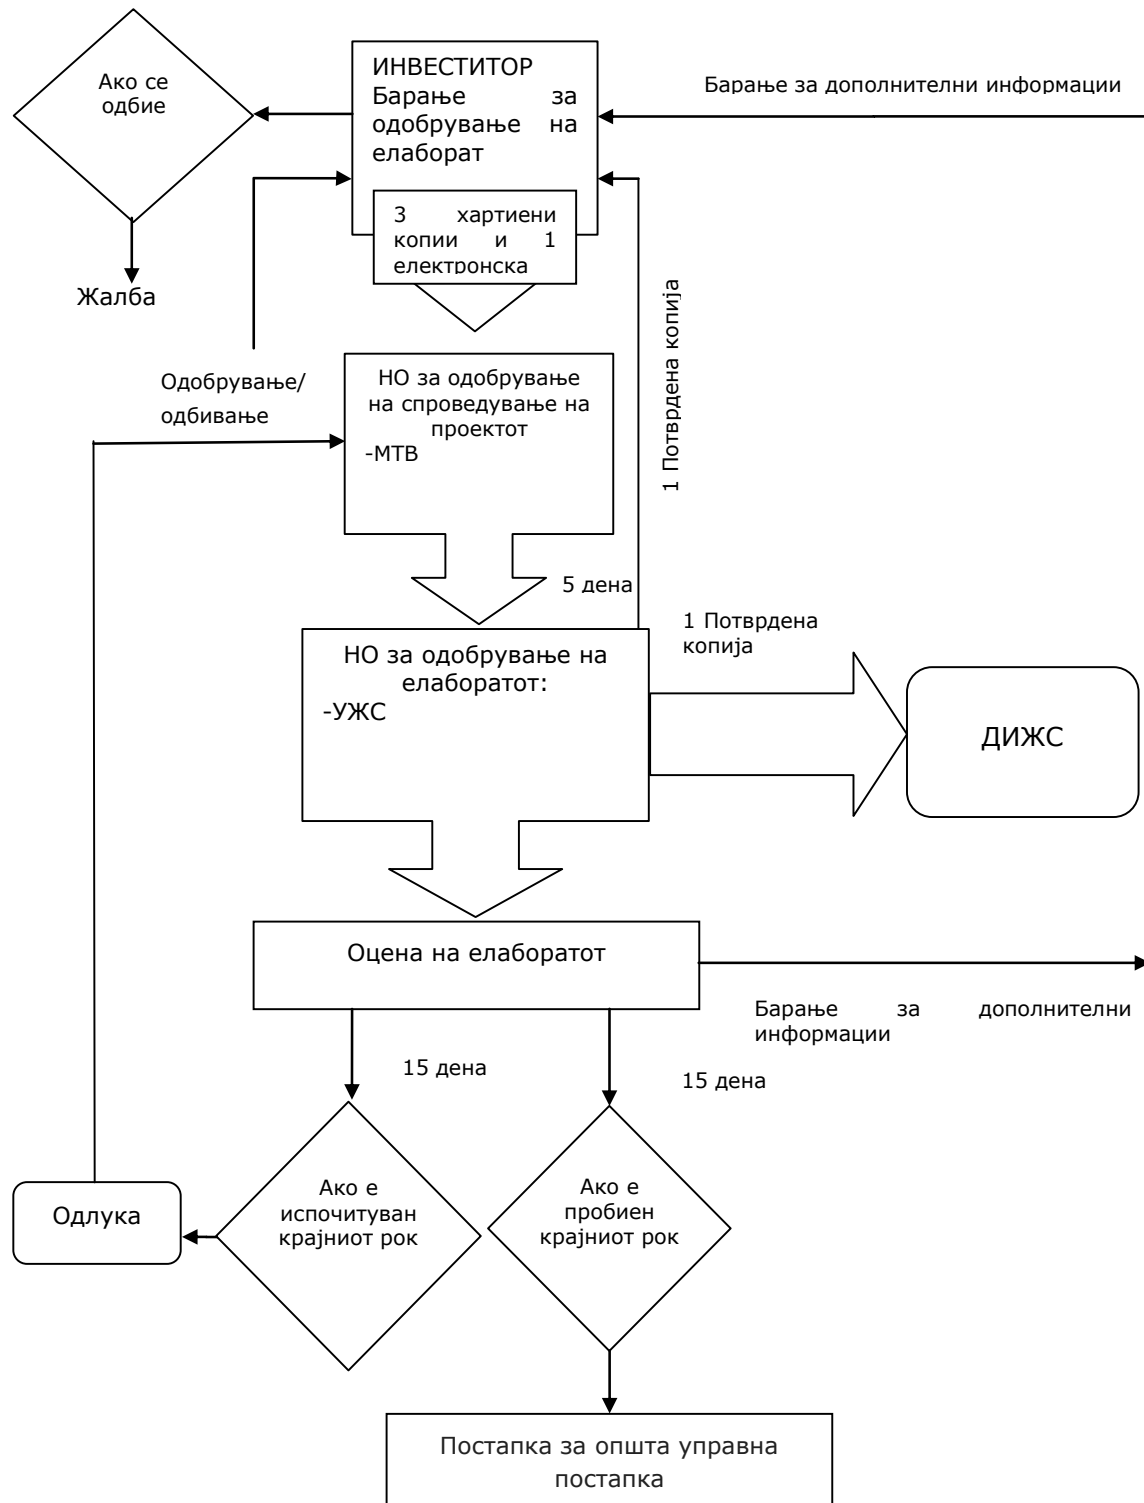 Ако се
одбие
ИНВЕСТИТОР
Барање за
одобрување на
елаборат
3 хартиени
копии и 1
електронска
Барање за дополнителни информации
Жалба
1 Потврдена копија
Одобрување/
одбивање
НО за одобрување
на спроведување на
проектот
-МТВ
5 дена
НО за одобрување на
елаборатот:
-УЖС
1 Потврдена
копија
ДИЖС
Оцена на елаборатот
Барање за дополнителни
информации
15 дена
15 дена
Ако е
испочитуван
крајниот рок
Ако е
пробиен
крајниот рок
Одлука
Постапка за општа управна
постапка